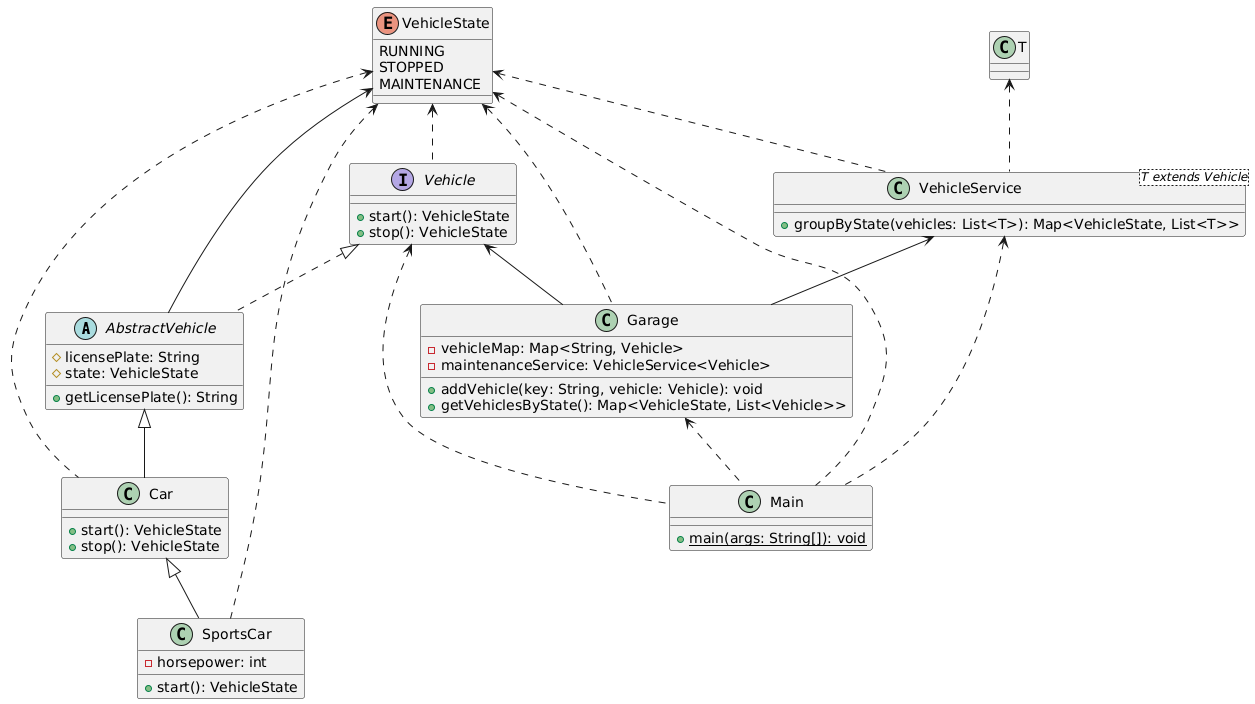 E VehicleState
RUNNING
STOPPED
MAINTENANCE
C T
I Vehicle
start(): VehicleState
stop(): VehicleState
C VehicleService
T extends Vehicle
groupByState(vehicles: List<T>): Map<VehicleState, List<T>>
A AbstractVehicle
licensePlate: String
state: VehicleState
getLicensePlate(): String
C Garage
vehicleMap: Map<String, Vehicle>
maintenanceService: VehicleService<Vehicle>
addVehicle(key: String, vehicle: Vehicle): void
getVehiclesByState(): Map<VehicleState, List<Vehicle>>
C Car
start(): VehicleState
stop(): VehicleState
C Main
main(args: String[]): void
C SportsCar
horsepower: int
start(): VehicleState